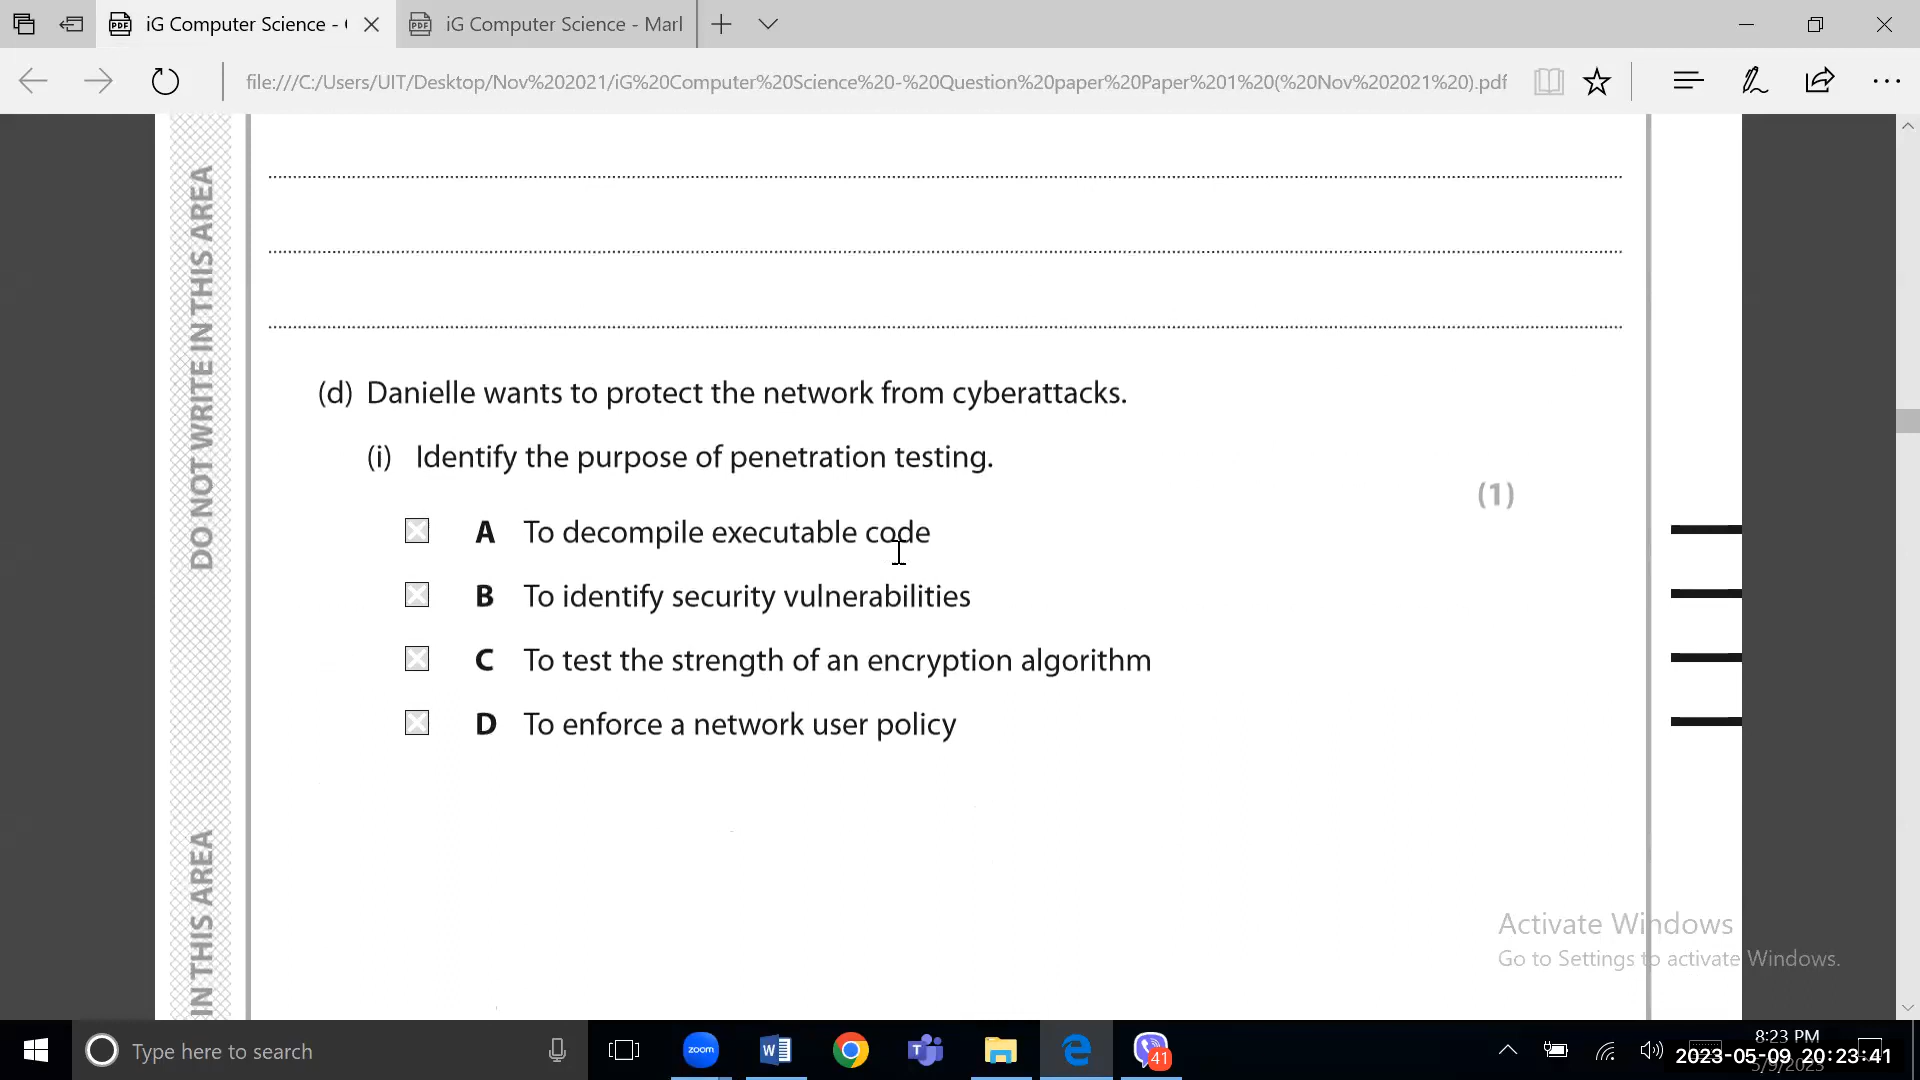 iG Computer Science - (
iG Computer Science - Marl
file:///C:/Users/UIT/Desktop/Nov%202021/iG%20Computer%20Science%20-%20Question%20paper%20Paper%201%20(%20Nov%202021%20).pdf
DO NOT WRITE IN THIS AREA
(d) Danielle wants to protect the network from cyberattacks.
(i) Identify the purpose of penetration testing.
(1)
A To decompile executable code
B To identify security vulnerabilities
C To test the strength of an encryption algorithm
D To enforce a network user policy
IN THIS AREA
Activate Windows
Go to Settings to activate Windows.
Type here to search
zoom
41
8:23 PM
2023-05-09 20:23:41
5/9/2023